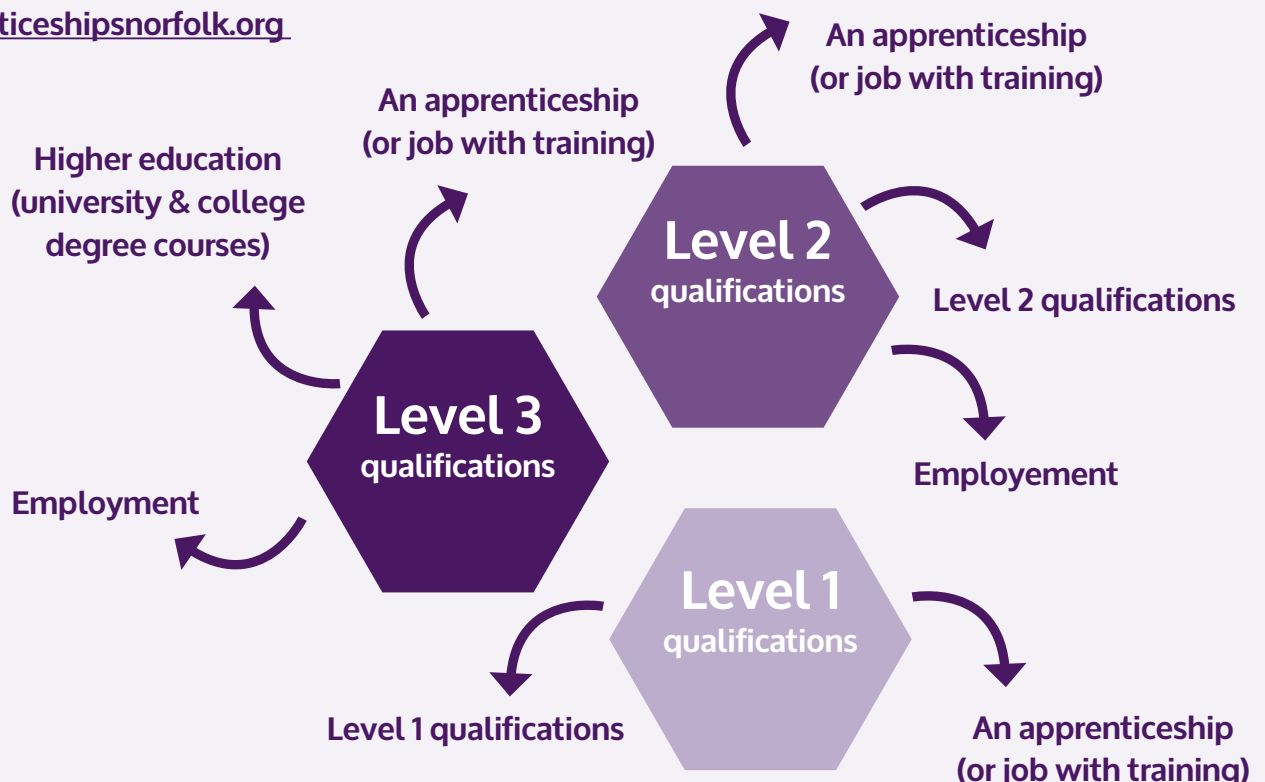 ticeshipsnorfolk.org
An apprenticeship
(or job with training)
An apprenticeship
(or job with training)
Higher education
(university & college
degree courses)
Level 2
qualifications
Level 2 qualifications
Level 3
qualifications
Employment
Employement
Level 1
qualifications
Level 1 qualifications
An apprenticeship
(or job with training)